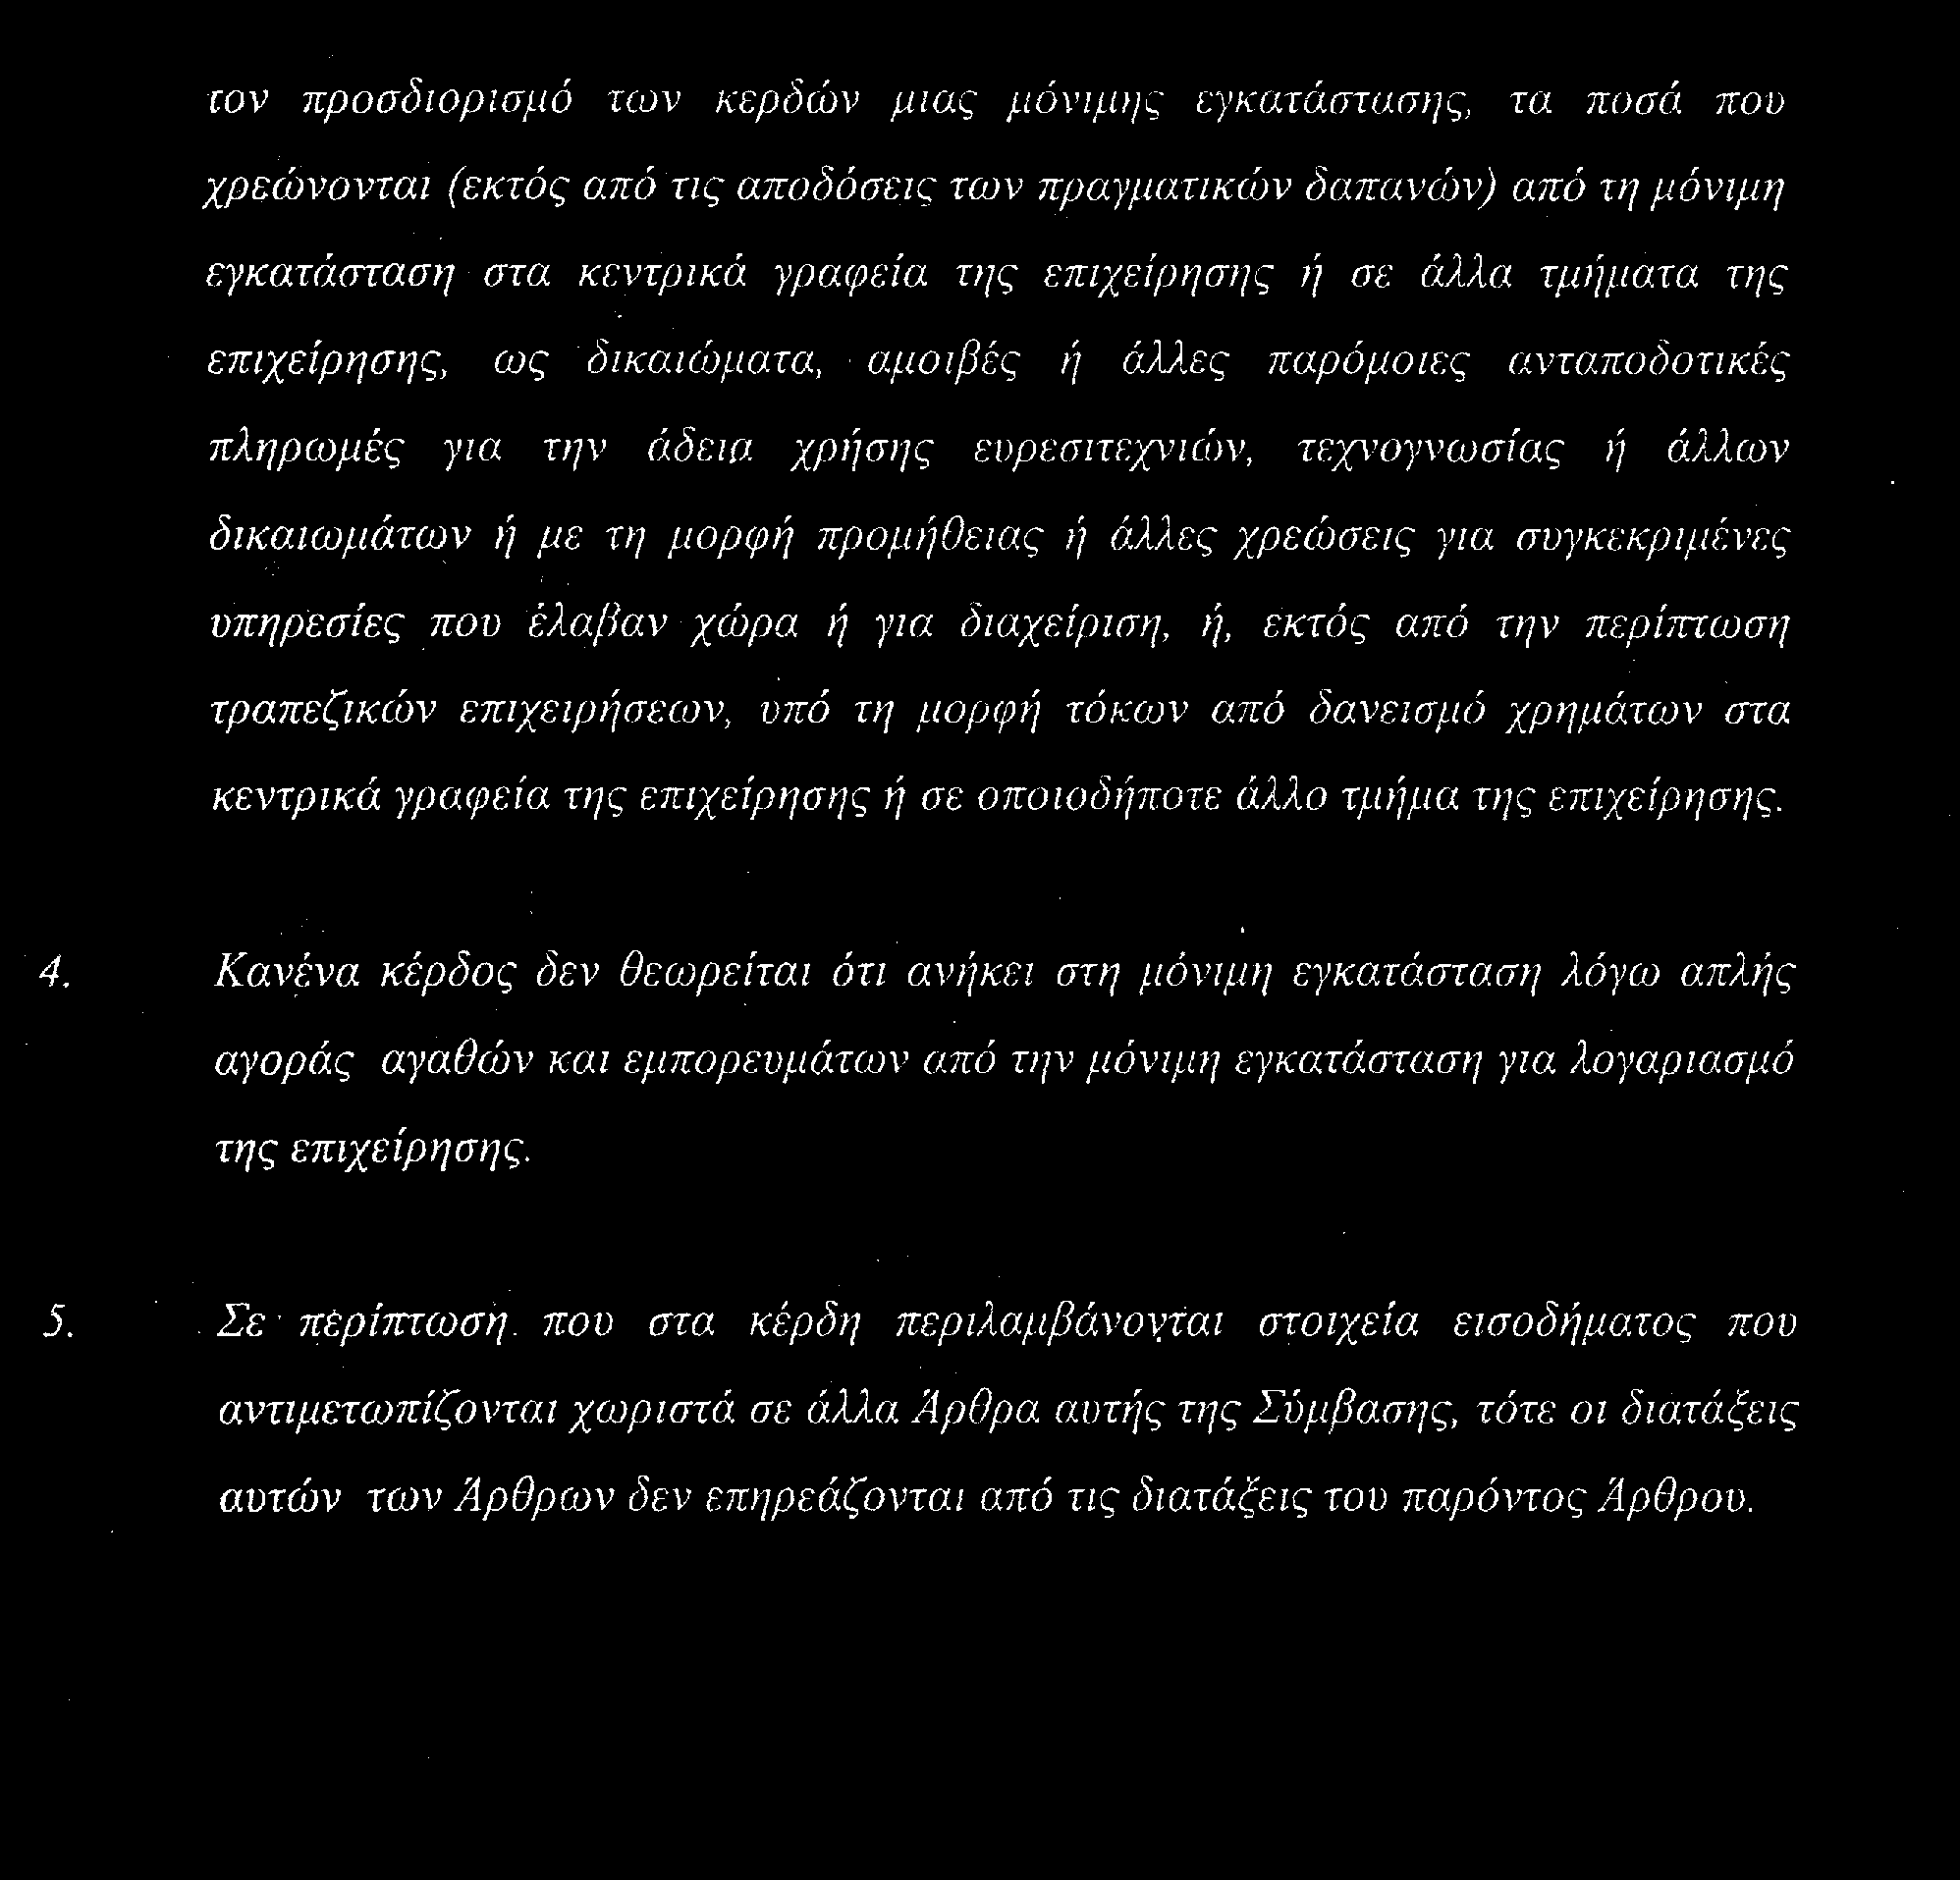 τον προσδιορισμό των κερδών μιας μόνιμης εγκατάστασης, τα ποσά που
χρεώνονται (εκτός από τις αποδόσεις των πραγματικών δαπανών) από τη μόνιμη
εγκατάσταση στα κεντρικά γραφεία της επιχείρησης ή σε άλλα τμήματα της
επιχείρησης, ως δικαιώματα, αμοιβές ή άλλες παρόμοιες ανταποδοτικές
πληρωμές για την άδεια χρήσης ευρεσιτεχνιών, τεχνογνωσίας ή άλλων
δικαιωμάτων ή με τη μορφή προμήθειας ή άλλες χρεώσεις για συγκεκριμένες
υπηρεσίες που έλαβαν χώρα ή για διαχείριση, ή, εκτός από την περίπτωση
τραπεζικών επιχειρήσεων, υπό τη μορφή τόκων από δανεισμό χρημάτων στα
κεντρικά γραφεία της επιχείρησης ή σε οποιοδήποτε άλλο τμήμα της επιχείρησης.
4. Κανένα κέρδος δεν θεωρείται ότι ανήκει στη μόνιμη εγκατάσταση λόγω απλής
αγοράς αγαθών και εμπορευμάτων από την μόνιμη εγκατάσταση για λογαριασμό
της επιχείρησης.
5. Σε περίπτωση που στα κέρδη περιλαμβάνονται στοιχεία εισοδήματος που
αντιμετωπίζονται χωριστά σε άλλα Άρθρα αυτής της Σύμβασης, τότε οι διατάξεις
αυτών των Άρθρων δεν επηρεάζονται από τις διατάξεις του παρόντος Άρθρου.